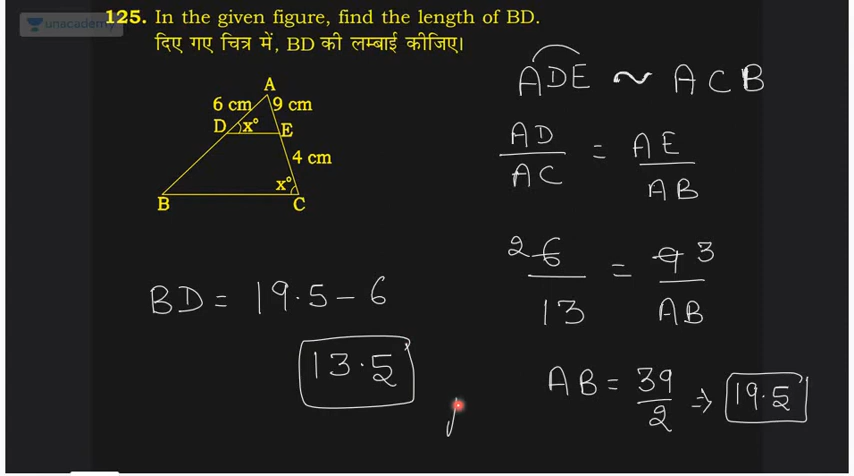 unacademy
125. In the given figure, find the length of BD.
दिए गए चित्र में, BD की लम्बाई कीजिए।
A
6 cm 9 cm
D x° E
4 cm
x°
B C
ADE ~ ACB
AD/AC = AE/AB
2 6/13 = 9 3/AB
AB = 39/2 => 19.5
BD = 19.5 - 6
13.5